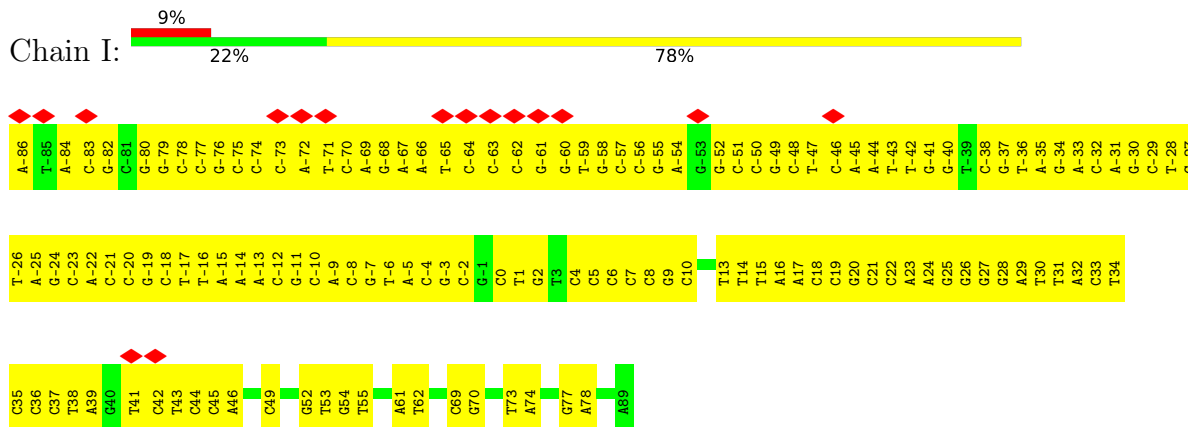 9%
Chain I:
22% 78%
A-86 T-85 A-84 C-83 G-82 C-81 G-80 G-79 C-78 C-77 G-76 C-75 C-74 C-73 A-72 T-71 C-70 A-69 G-68 A-67 A-66 T-65 C-64 C-63 C-62 G-61 G-60 T-59 G-58 C-57 C-56 G-55 A-54 G-53 G-52 C-51 C-50 G-49 C-48 T-47 C-46 A-45 A-44 T-43 T-42 G-41 G-40 T-39 C-38 G-37 T-36 A-35 G-34 A-33 C-32 A-31 G-30 C-29 T-28
T-26 A-25 G-24 C-23 A-22 C-21 C-20 G-19 C-18 T-17 T-16 A-15 A-14 A-13 C-12 G-11 C-10 A-9 C-8 G-7 T-6 A-5 C-4 G-3 C-2 G-1 C0 T1 G2 T3 C4 C5 C6 C7 C8 G9 C10 T13 T14 T15 A16 A17 C18 C19 G20 C21 C22 A23 A24 G25 G26 G27 G28 A29 T30 T31 A32 C33 T34
C35 C36 C37 T38 A39 G40 T41 C42 T43 C44 C45 A46 C49 G52 T53 G54 T55 A61 T62 C69 G70 T73 A74 G77 A78 A89